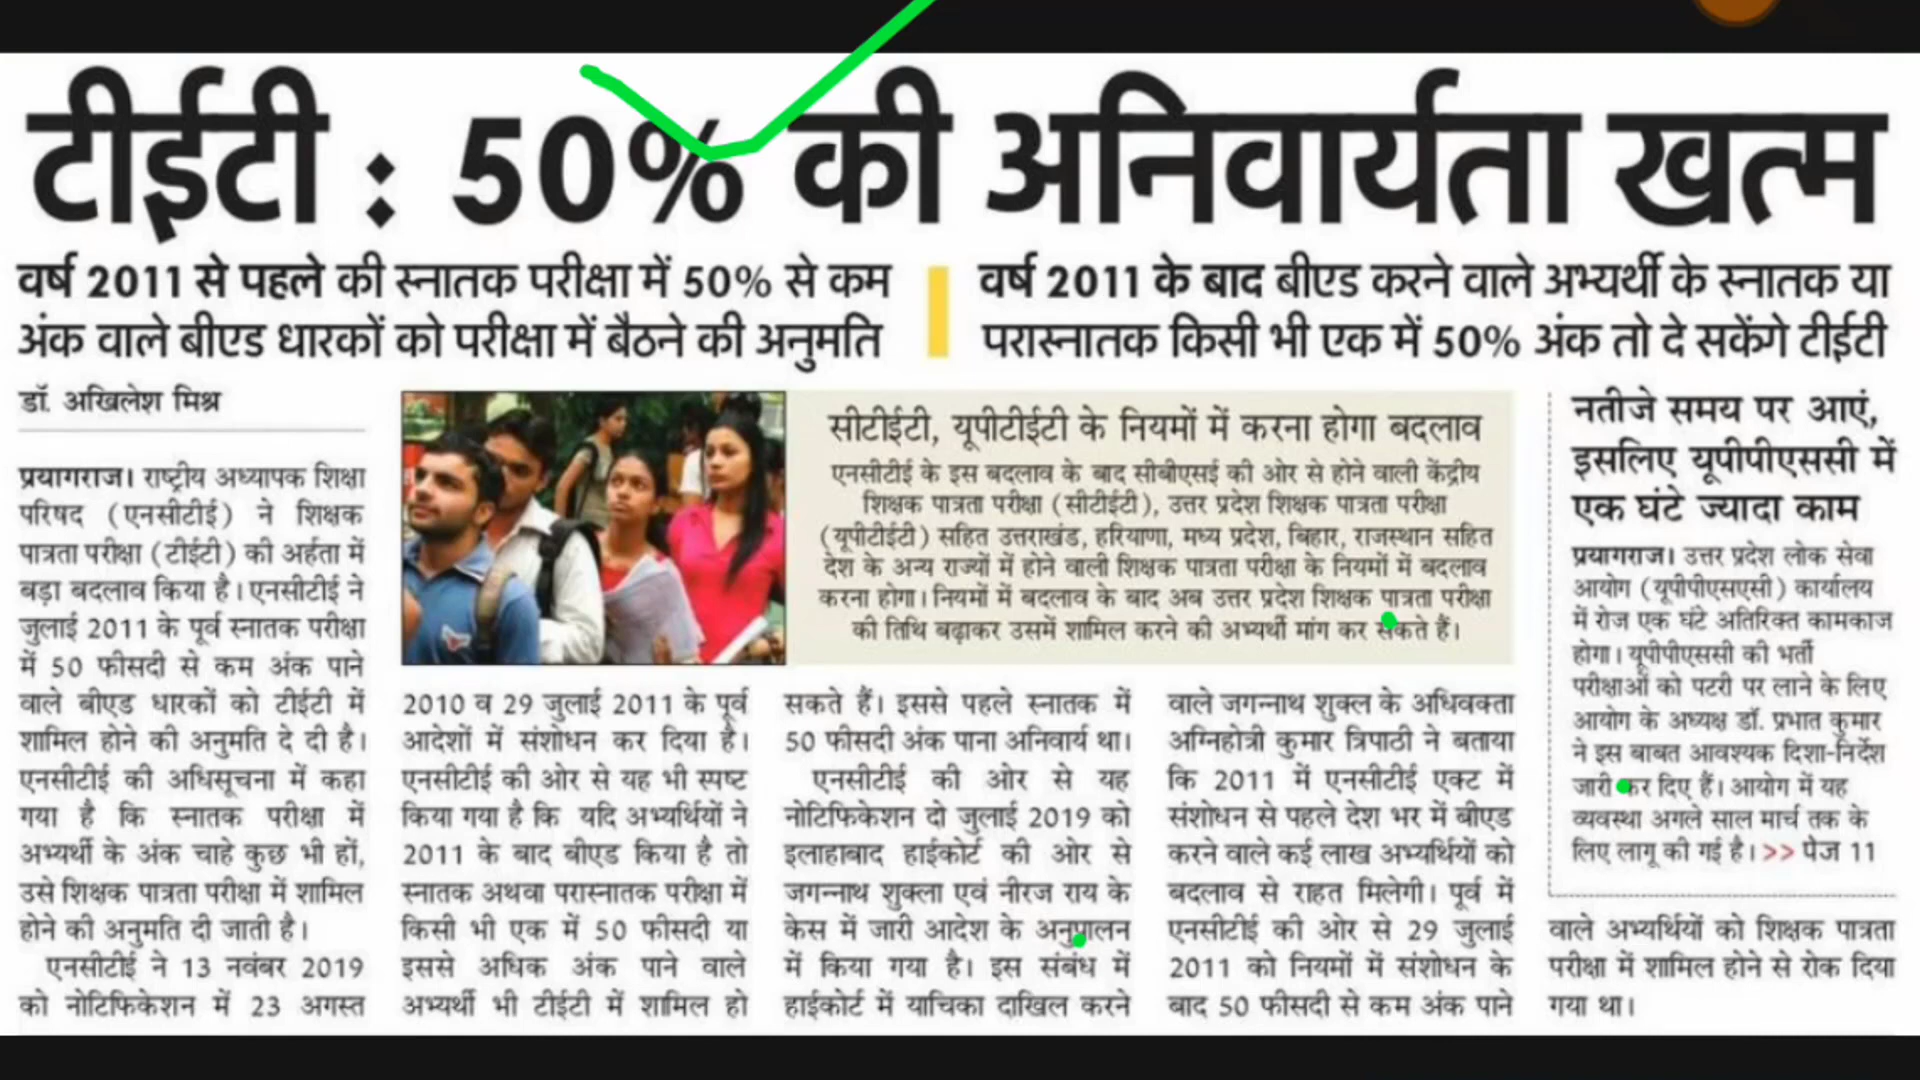 टीईटी : 50% की अनिवार्यता खत्म
वर्ष 2011 से पहले की स्नातक परीक्षा में 50% से कम
अंक वाले बीएड धारकों को परीक्षा में बैठने की अनुमति
वर्ष 2011 के बाद बीएड करने वाले अभ्यर्थी के स्नातक या
परास्नातक किसी भी एक में 50% अंक तो दे सकेंगे टीईटी
डॉ. अखिलेश मिश्र
प्रयागराज। राष्ट्रीय अध्यापक शिक्षा
परिषद (एनसीटीई) ने शिक्षक
पात्रता परीक्षा (टीईटी) की अर्हता में
बड़ा बदलाव किया है। एनसीटीई ने
जुलाई 2011 के पूर्व स्नातक परीक्षा
में 50 फीसदी से कम अंक पाने
वाले बीएड धारकों को टीईटी में
शामिल होने की अनुमति दे दी है।
एनसीटीई की अधिसूचना में कहा
गया है कि स्नातक परीक्षा में
अभ्यर्थी के अंक चाहे कुछ भी हों,
उसे शिक्षक पात्रता परीक्षा में शामिल
होने की अनुमति दी जाती है।
एनसीटीई ने 13 नवंबर 2019
को नोटिफिकेशन में 23 अगस्त
2010 व 29 जुलाई 2011 के पूर्व
आदेशों में संशोधन कर दिया है।
एनसीटीई की ओर से यह भी स्पष्ट
किया गया है कि यदि अभ्यर्थियों ने
2011 के बाद बीएड किया है तो
स्नातक अथवा परास्नातक परीक्षा में
किसी भी एक में 50 फीसदी या
इससे अधिक अंक पाने वाले
अभ्यर्थी भी टीईटी में शामिल हो
सकते हैं। इससे पहले स्नातक में
50 फीसदी अंक पाना अनिवार्य था।
एनसीटीई की ओर से यह
नोटिफिकेशन दो जुलाई 2019 को
इलाहाबाद हाईकोर्ट की ओर से
जगन्नाथ शुक्ला एवं नीरज राय के
केस में जारी आदेश के अनुपालन
में किया गया है। इस संबंध में
हाईकोर्ट में याचिका दाखिल करने
वाले जगन्नाथ शुक्ल के अधिवक्ता
अग्निहोत्री कुमार त्रिपाठी ने बताया
कि 2011 में एनसीटीई एक्ट में
संशोधन से पहले देश भर में बीएड
करने वाले कई लाख अभ्यर्थियों को
बदलाव से राहत मिलेगी। पूर्व में
एनसीटीई की ओर से 29 जुलाई
2011 को नियमों में संशोधन के
बाद 50 फीसदी से कम अंक पाने
वाले अभ्यर्थियों को शिक्षक पात्रता
परीक्षा में शामिल होने से रोक दिया
गया था।
सीटीईटी, यूपीटीईटी के नियमों में करना होगा बदलाव
एनसीटीई के इस बदलाव के बाद सीबीएसई की ओर से होने वाली केंद्रीय
शिक्षक पात्रता परीक्षा (सीटीईटी), उत्तर प्रदेश शिक्षक पात्रता परीक्षा
(यूपीटीईटी) सहित उत्तराखंड, हरियाणा, मध्य प्रदेश, बिहार, राजस्थान सहित
देश के अन्य राज्यों में होने वाली शिक्षक पात्रता परीक्षा के नियमों में बदलाव
करना होगा। नियमों में बदलाव के बाद अब उत्तर प्रदेश शिक्षक पात्रता परीक्षा
की तिथि बढ़ाकर उसमें शामिल करने की अभ्यर्थी मांग कर सकते हैं।
नतीजे समय पर आएं,
इसलिए यूपीपीएससी में
एक घंटे ज्यादा काम
प्रयागराज। उत्तर प्रदेश लोक सेवा
आयोग (यूपीपीएसएसी) कार्यालय
में रोज एक घंटे अतिरिक्त कामकाज
होगा। यूपीपीएससी की भर्ती
परीक्षाओं को पटरी पर लाने के लिए
आयोग के अध्यक्ष डॉ. प्रभात कुमार
ने इस बाबत आवश्यक दिशा-निर्देश
जारी कर दिए हैं। आयोग में यह
व्यवस्था अगले साल मार्च तक के
लिए लागू की गई है। >> पेज 11